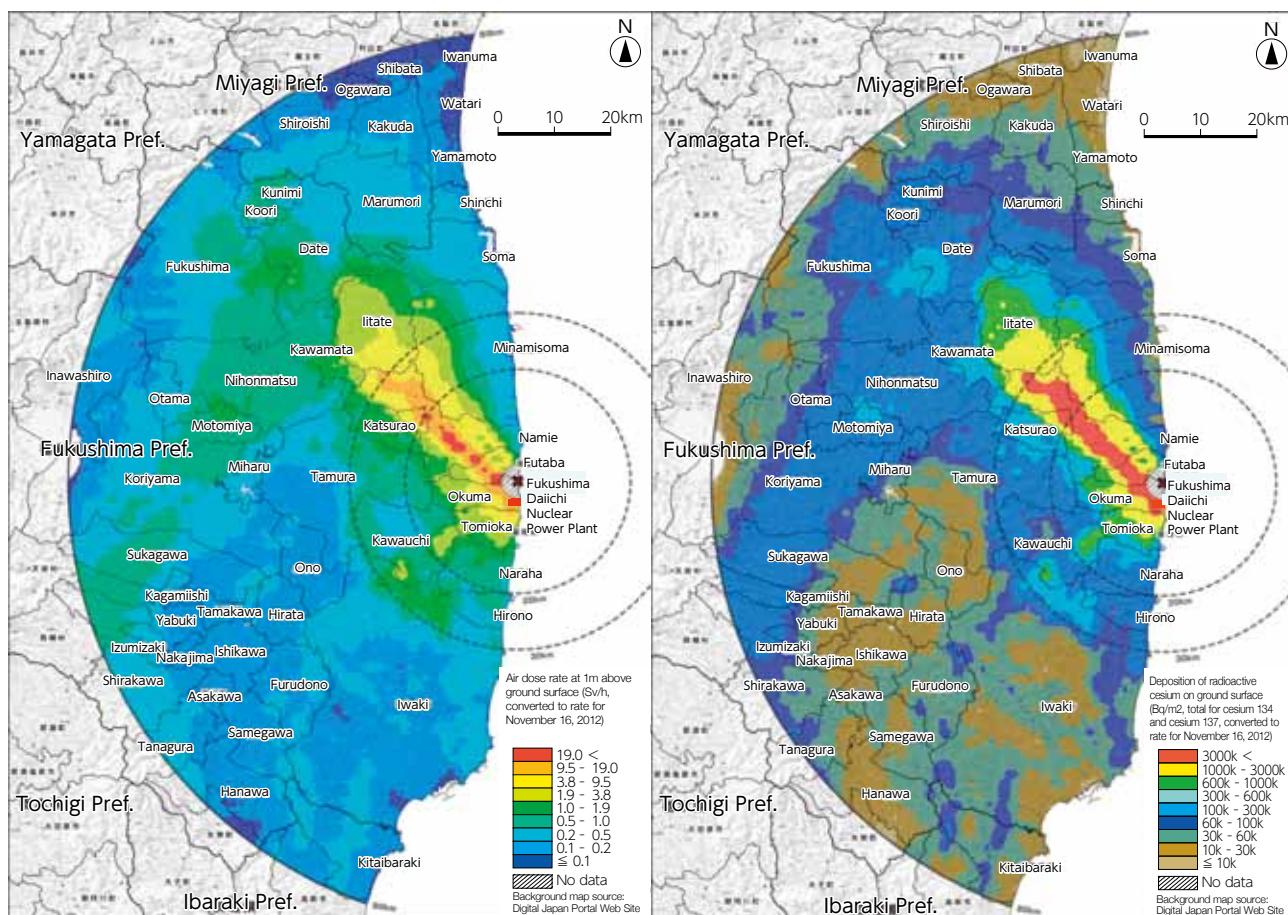 N
Iwanuma
Shibata
Miyagi Pref.
Ogawara
Watari
0 10 20km
Shiroishi
Kakuda
Yamagata Pref.
Yamamoto
Kunimi
Marumori
Shinchi
Koori
Date
Soma
Fukushima
Iitate
Kawamata
Minamisoma
Inawashiro
Nihonmatsu
Otama
Motomiya
Katsurao
Namie
Fukushima Pref.
Miharu
Futaba
Koriyama
Tamura
Fukushima
Okuma
Daiichi
Nuclear
Tomioka
Power Plant
Kawauchi
Sukagawa
Ono
Naraha
Kagamiishi
Tamakawa
Hirata
Hirono
Yabuki
20km
Izumizaki
Ishikawa
Nakajima
30km
Shirakawa
Furudono
Asakawa
Iwaki
Samegawa
Tanagura
Hanawa
Tochigi Pref.
Kitaibaraki
Ibaraki Pref.
80km
Air dose rate at 1m above
ground surface (Sv/h,
converted to rate for
November 16, 2012)
19.0 <
9.5 - 19.0
3.8 - 9.5
1.9 - 3.8
1.0 - 1.9
0.5 - 1.0
0.2 - 0.5
0.1 - 0.2
≦ 0.1
No data
Background map source:
Digital Japan Portal Web Site
N
Iwanuma
Shibata
Miyagi Pref.
Ogawara
Watari
0 10 20km
Shiroishi
Kakuda
Yamagata Pref.
Yamamoto
Kunimi
Marumori
Shinchi
Koori
Date
Soma
Fukushima
Iitate
Kawamata
Minamisoma
Inawashiro
Nihonmatsu
Otama
Motomiya
Katsurao
Namie
Fukushima Pref.
Miharu
Futaba
Koriyama
Tamura
Fukushima
Okuma
Daiichi
Nuclear
Tomioka
Power Plant
Kawauchi
Sukagawa
Ono
Naraha
Kagamiishi
Tamakawa
Hirata
Hirono
Yabuki
20km
Izumizaki
Ishikawa
Nakajima
30km
Shirakawa
Furudono
Asakawa
Iwaki
Samegawa
Tanagura
Hanawa
Tochigi Pref.
Kitaibaraki
Ibaraki Pref.
80km
Deposition of radioactive
cesium on ground surface
(Bq/m2, total for cesium 134
and cesium 137, converted to
rate for November 16, 2012)
3000k <
1000k - 3000k
600k - 1000k
300k - 600k
100k - 300k
60k - 100k
30k - 60k
10k - 30k
≦ 10k
No data
Background map source:
Digital Japan Portal Web Site